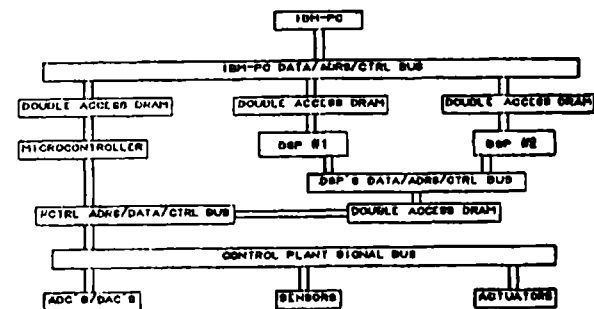 IBM-PC
IBM-PC DATA/ADRS/CTRL BUS
DOUBLE ACCESS DRAM
DOUBLE ACCESS DRAM
DOUBLE ACCESS DRAM
MICROCONTROLLER
DSP #1
DSP #2
DSP'S DATA/ADRS/CTRL BUS
μCTRL ADRS/DATA/CTRL BUS
DOUBLE ACCESS DRAM
CONTROL PLANT SIGNAL BUS
ADC'S/DAC'S
SENSORS
ACTUATORS